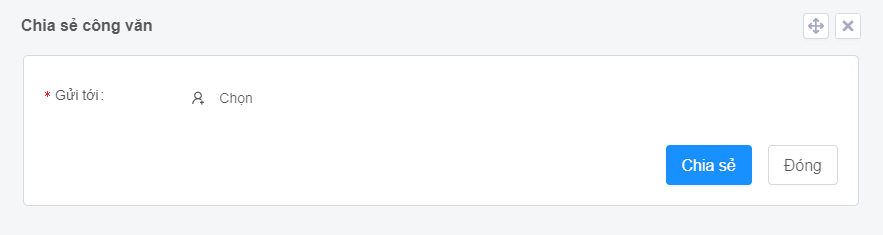 Chia sẻ công văn
* Gửi tới:
Chọn
Chia sẻ
Đóng